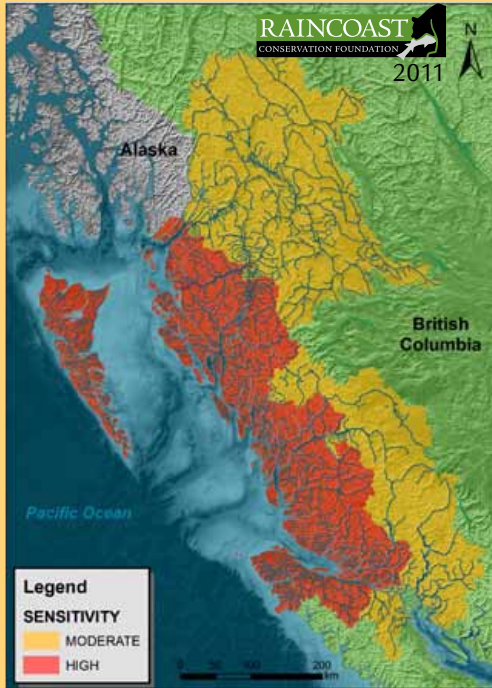 RAINCOAST
CONSERVATION FOUNDATION
2011
N
Alaska
British
Columbia
Pacific Ocean
Legend
SENSITIVITY
MODERATE
HIGH
0 50 100 200
km